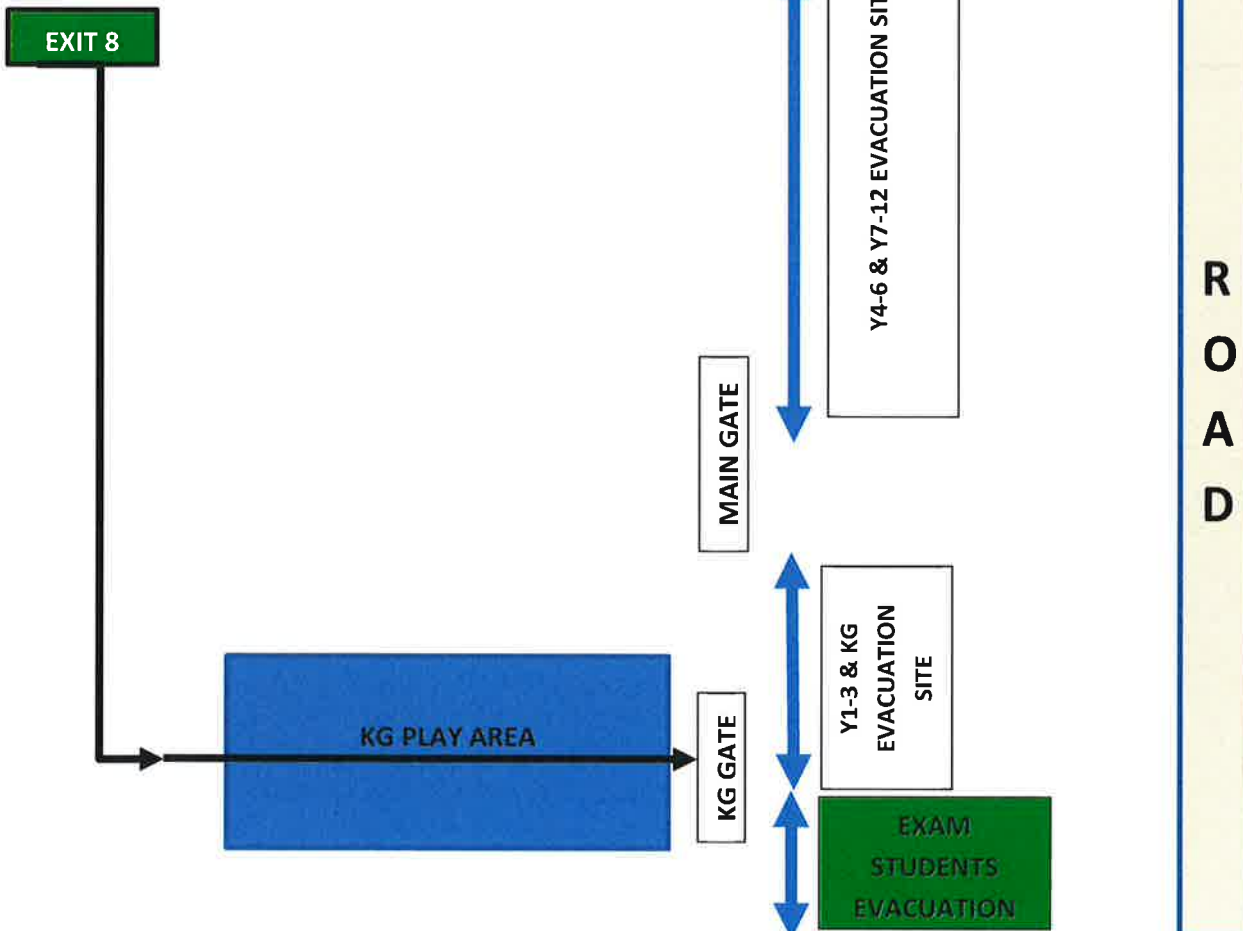 EXIT 8
Y4-6 & Y7-12 EVACUATION
MAIN GATE
ROAD
Y1-3 & KG
EVACUATION
SITE
KG PLAY AREA
KG GATE
EXAM
STUDENTS
EVACUATION